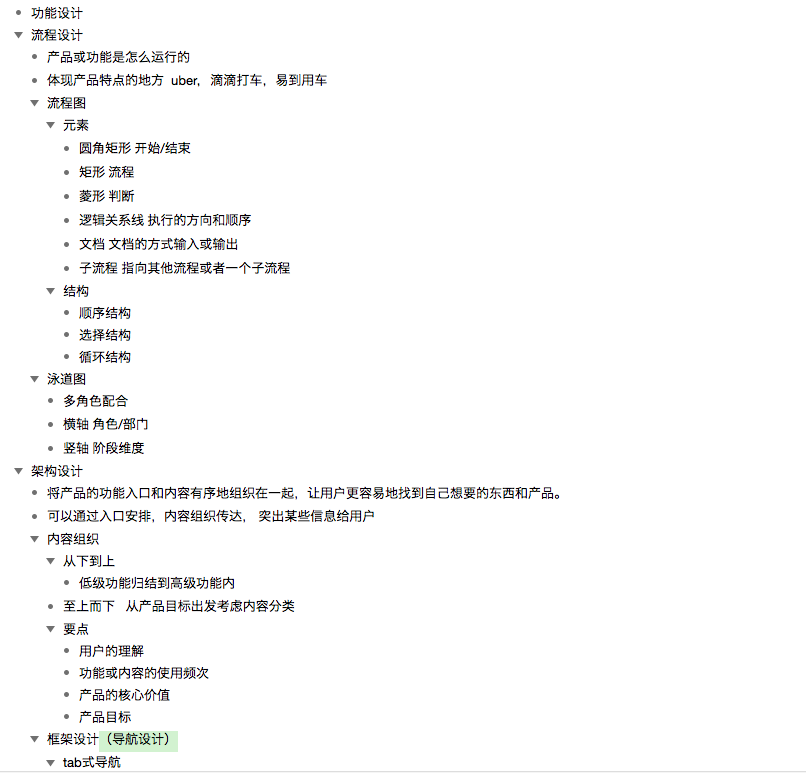 功能设计
流程设计
产品或功能是怎么运行的
体现产品特点的地方 uber，滴滴打车，易到用车
流程图
元素
圆角矩形 开始/结束
矩形 流程
菱形 判断
逻辑关系线 执行的方向和顺序
文档 文档的方式输入或输出
子流程 指向其他流程或者一个子流程
结构
顺序结构
选择结构
循环结构
泳道图
多角色配合
横轴 角色/部门
竖轴 阶段维度
架构设计
将产品的功能入口和内容有序地组织在一起，让用户更容易地找到自己想要的东西和产品。
可以通过入口安排，内容组织传达， 突出某些信息给用户
内容组织
从下到上
低级功能归结到高级功能内
至上而下 从产品目标出发考虑内容分类
要点
用户的理解
功能或内容的使用频次
产品的核心价值
产品目标
框架设计（导航设计）
tab式导航